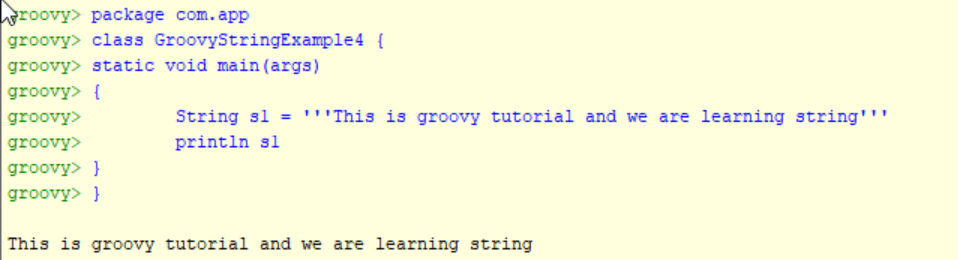 groovy> package com.app
groovy> class GroovyStringExample4 {
groovy> static void main(args)
groovy> {
groovy>         String s1 = '''This is groovy tutorial and we are learning string'''
groovy>         println s1
groovy> }
groovy> }
This is groovy tutorial and we are learning string